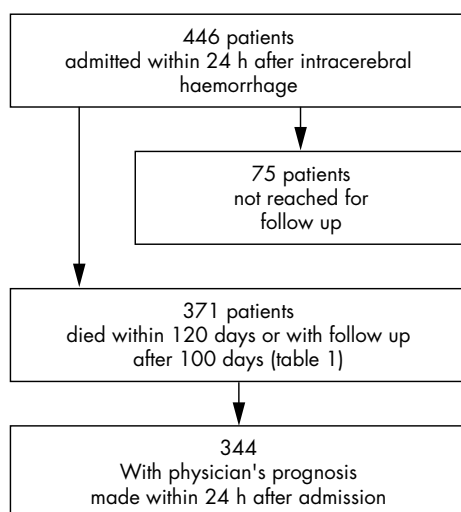 446 patients
admitted within 24 h after intracerebral
haemorrhage
75 patients
not reached for
follow up
371 patients
died within 120 days or with follow up
after 100 days (table 1)
344
With physician's prognosis
made within 24 h after admission